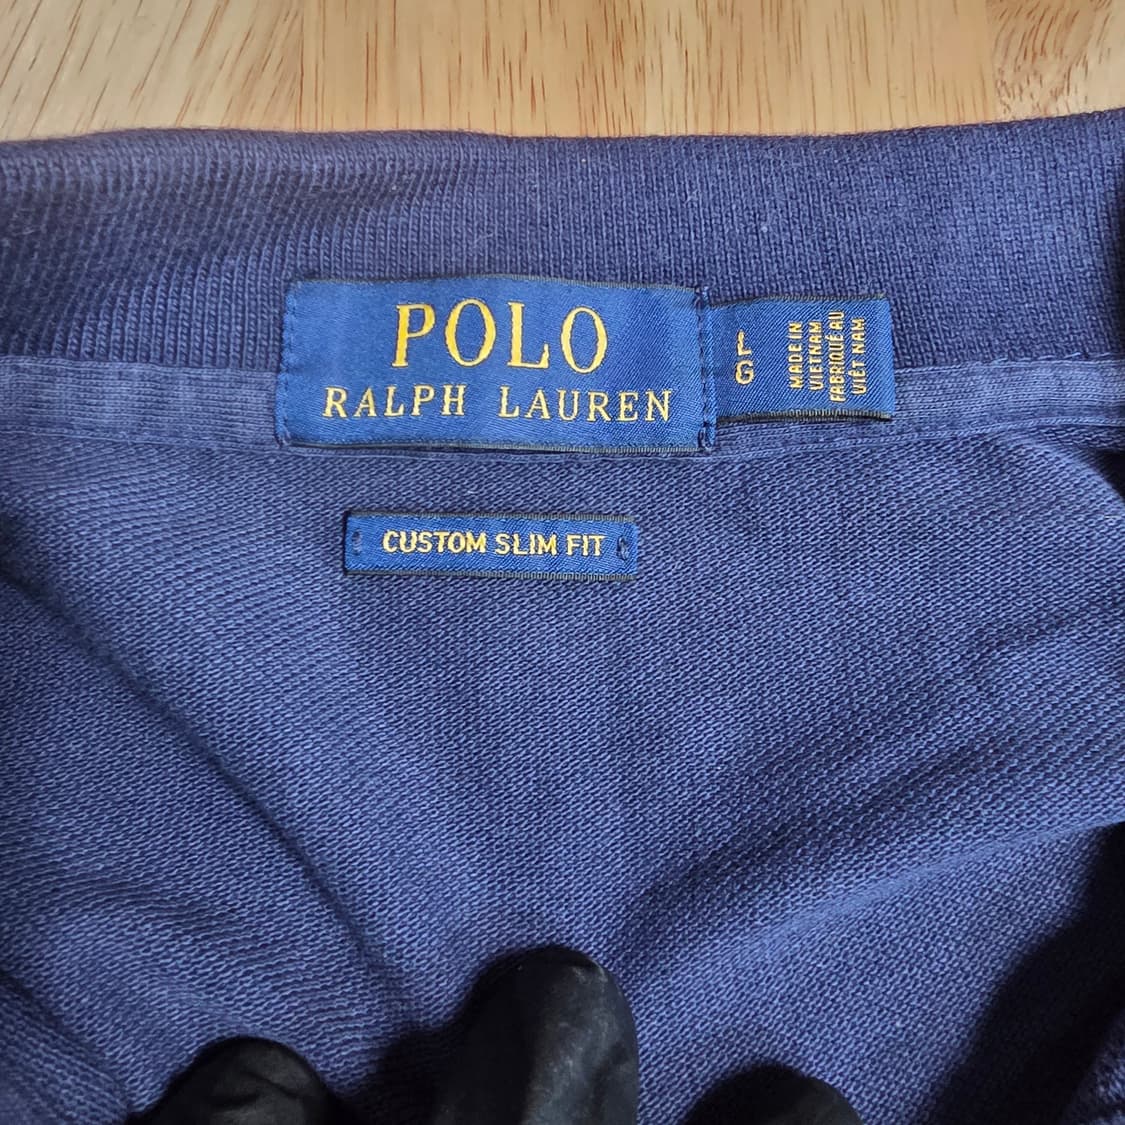 POLO
RALPH LAUREN
L
G
MADE IN
VIETNAM
FABRIQUÉ AU
VIÊT NAM
CUSTOM SLIM FIT